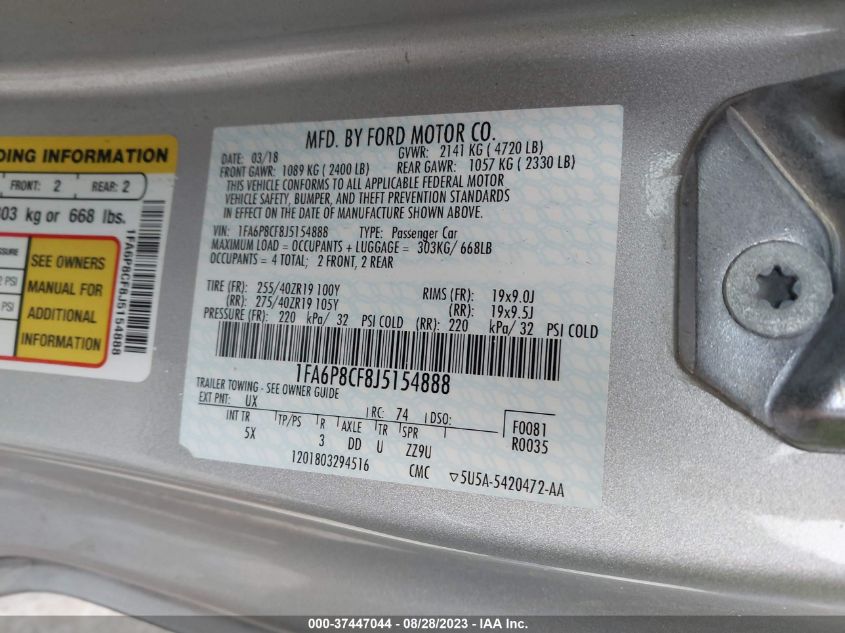 DING INFORMATION
FRONT: 2 REAR: 2
303 kg or 668 lbs.
PSI
PSI
SEE OWNERS
MANUAL FOR
ADDITIONAL
INFORMATION
1FA6P8CF8J5154888
MFD. BY FORD MOTOR CO.
DATE: 03/18 GVWR: 2141 KG ( 4720 LB)
FRONT GAWR: 1089 KG ( 2400 LB) REAR GAWR: 1057 KG ( 2330 LB)
THIS VEHICLE CONFORMS TO ALL APPLICABLE FEDERAL MOTOR
VEHICLE SAFETY, BUMPER, AND THEFT PREVENTION STANDARDS
IN EFFECT ON THE DATE OF MANUFACTURE SHOWN ABOVE.
VIN: 1FA6P8CF8J5154888 TYPE: Passenger Car
MAXIMUM LOAD = OCCUPANTS + LUGGAGE = 303KG/ 668LB
OCCUPANTS = 4 TOTAL; 2 FRONT, 2 REAR
TIRE (FR): 255/40ZR19 100Y RIMS (FR): 19x9.0J
(RR): 275/40ZR19 105Y (RR): 19x9.5J
PRESSURE (FR): 220 kPa/ 32 PSI COLD (RR): 220 kPa/ 32 PSI COLD
1FA6P8CF8J5154888
TRAILER TOWING - SEE OWNER GUIDE
EXT PNT: UX RC: 74 DSO: F0081
INT TR TP/PS R AXLE TR SPR R0035
5X 3 DD U ZZ9U
1201803294516 CMC ▽5U5A-5420472-AA
000-37447044 | 08/28/2023 | IAA Inc.